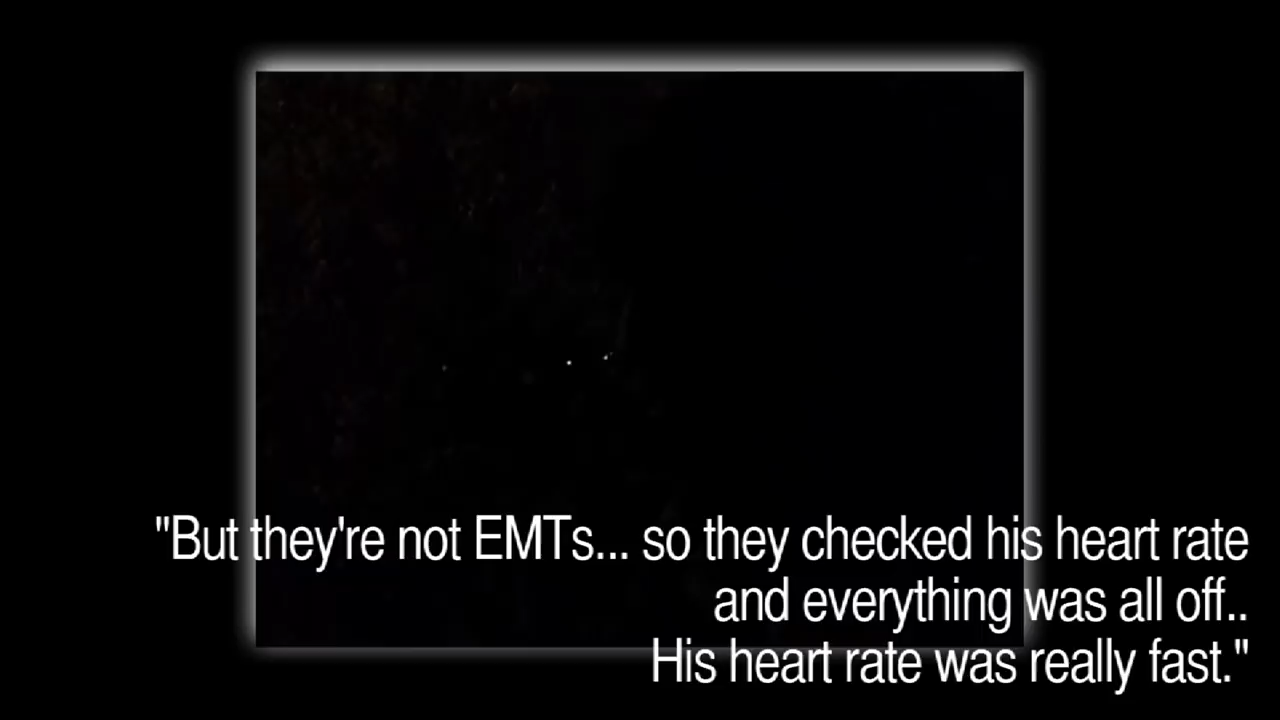 "But they're not EMTs... so they checked his heart rate
and everything was all off..
His heart rate was really fast."